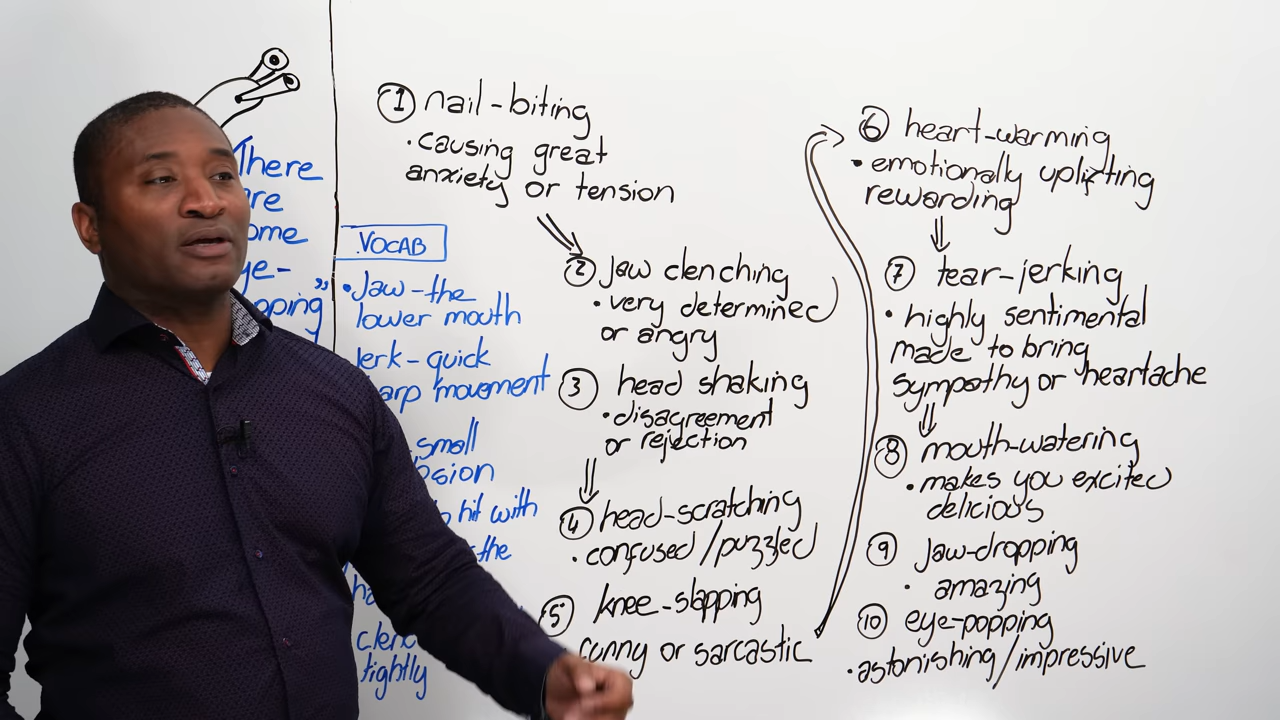 There
are
ome
ye-
opping"
VOCAB
• Jaw - the
lower mouth
Jerk - quick
arp movement
small
osion
hit with
the
clenc
tightly
① nail-biting
• causing great
anxiety or tension
② jaw clenching
• very determined
or angry
③ head shaking
• disagreement
or rejection
④ head-scratching
• confused/puzzled
⑤ knee-slapping
funny or sarcastic
⑥ heart-warming
• emotionally uplifting
rewarding
⑦ tear-jerking
• highly sentimental
made to bring
sympathy or heartache
⑧ mouth-watering
• makes you excited
delicious
⑨ jaw-dropping
• amazing
⑩ eye-popping
• astonishing/impressive